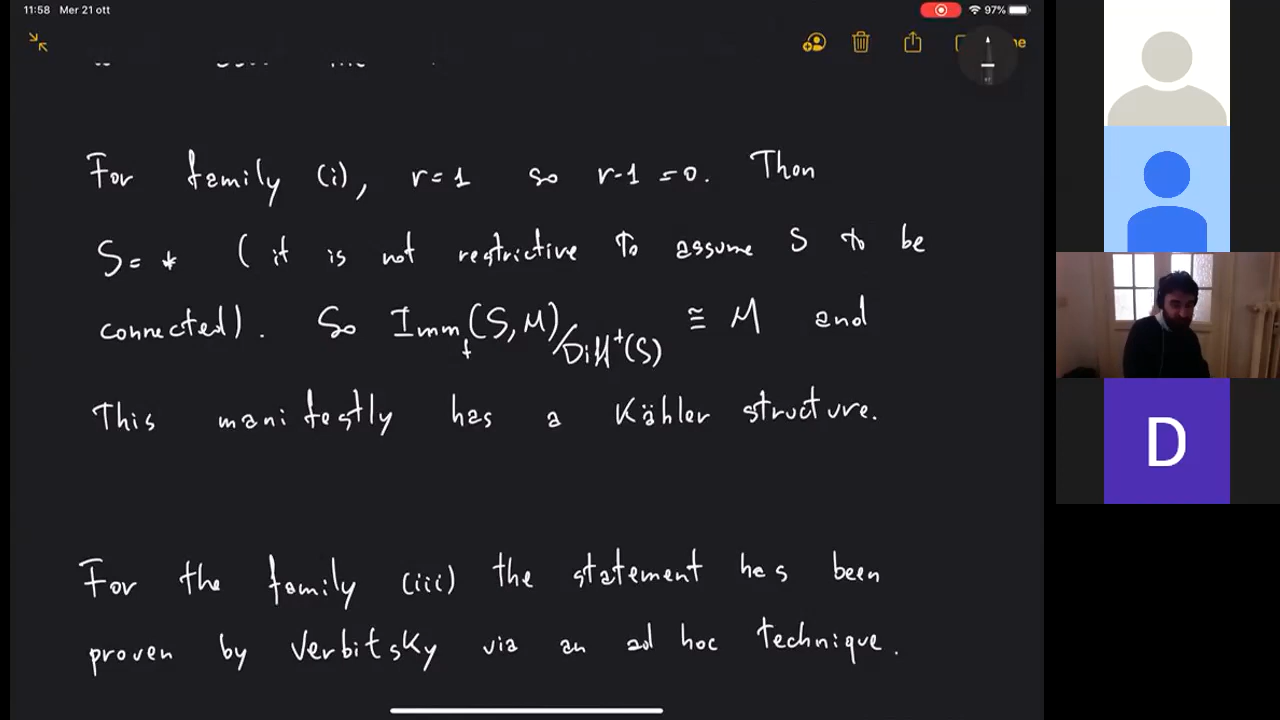 11:58 Mer 21 ott
97%
For family (i), r=1 so r-1=0. Then
S=* (it is not restrictive to assume S to be
connected). So Imm₊(S,M)/Diff⁺(S) ≅ M and
This manifestly has a Kähler structure.
For the family (iii) the statement has been
proven by Verbitsky via an ad hoc technique.
D